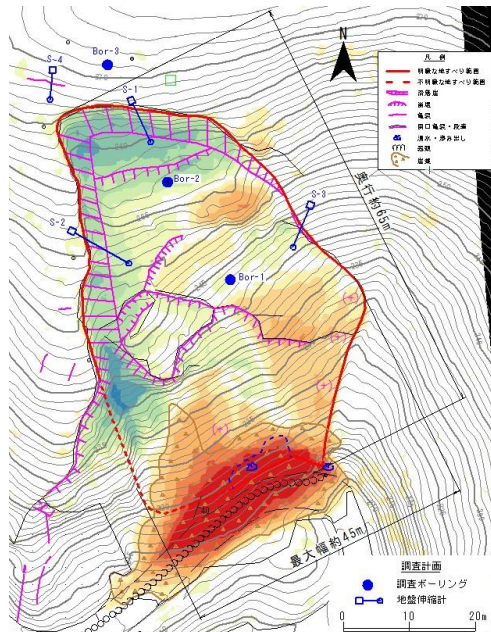 N
S-4
Bor-3
S-1
凡 例
明瞭な地すべり範囲
不明瞭な地すべり範囲
滑落崖
崩壊
亀裂
開口亀裂・段差
湧水・滲み出し
崖錐
Bor-2
S-3
奥行約65m
S-2
Bor-1
(+)
(+)
(+)
(+)
最大幅約45m
調査計画
調査ボーリング
地盤伸縮計
0 10 20m